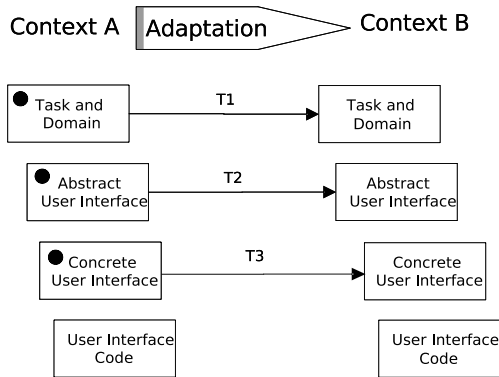 Context A
Adaptation
Context B
T1
Task and
Domain
Task and
Domain
T2
Abstract
User Interface
Abstract
User Interface
T3
Concrete
User Interface
Concrete
User Interface
User Interface
Code
User Interface
Code